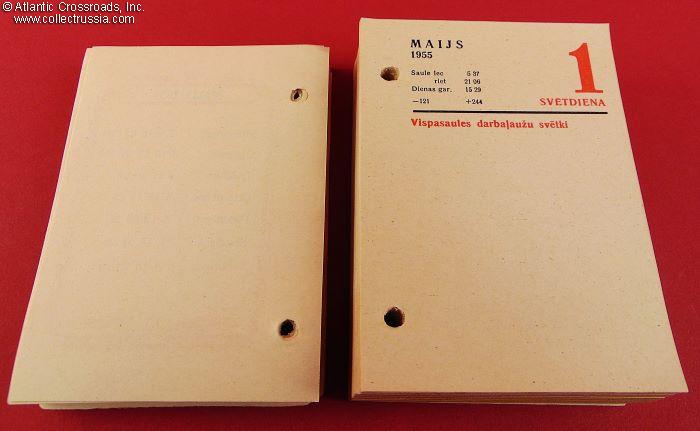 © Atlantic Crossroads, Inc.
www.collectrussia.com
MAIJS
1955
1
Saule lec 5 37
riet 21 06
Dienas gar. 15 29
—121 +244
SVĒTDIENA
Vispasaules darbaļaužu svētki